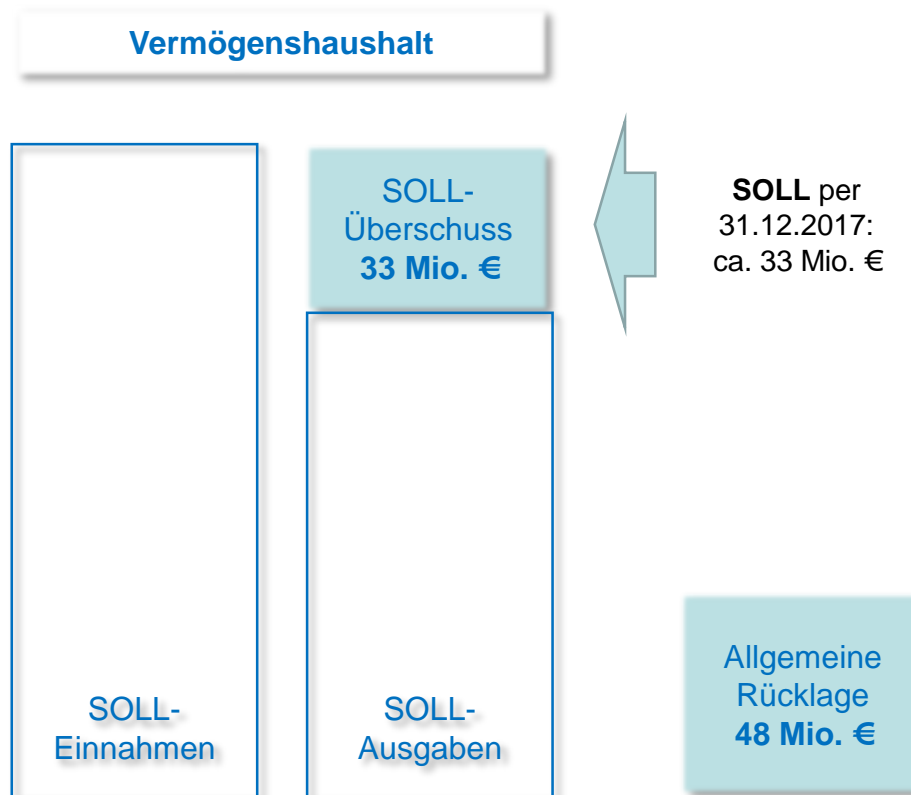 Vermögenshaushalt
SOLL-
Überschuss
33 Mio. €
SOLL per
31.12.2017:
ca. 33 Mio. €
SOLL-
Einnahmen
SOLL-
Ausgaben
Allgemeine
Rücklage
48 Mio. €